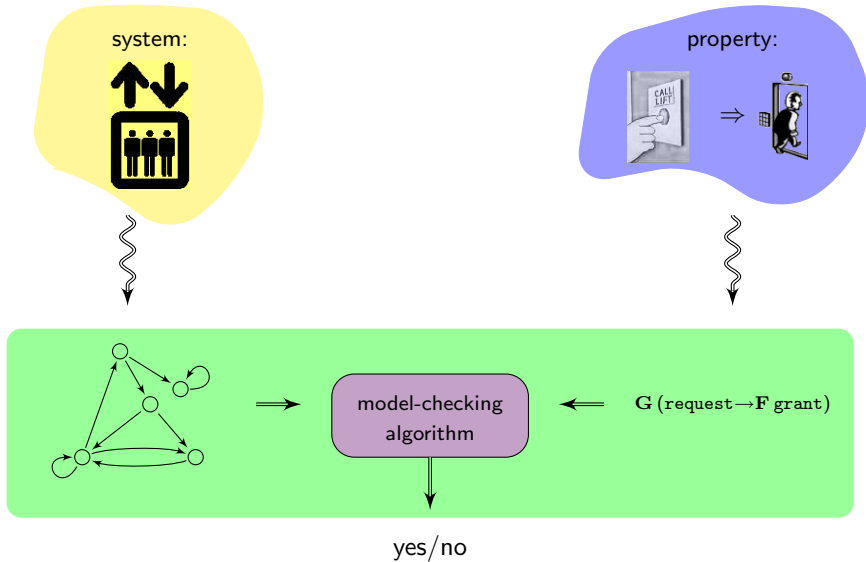 system:
property:
CALL
LIFT
⇒
model-checking
algorithm
G (request→F grant)
yes/no